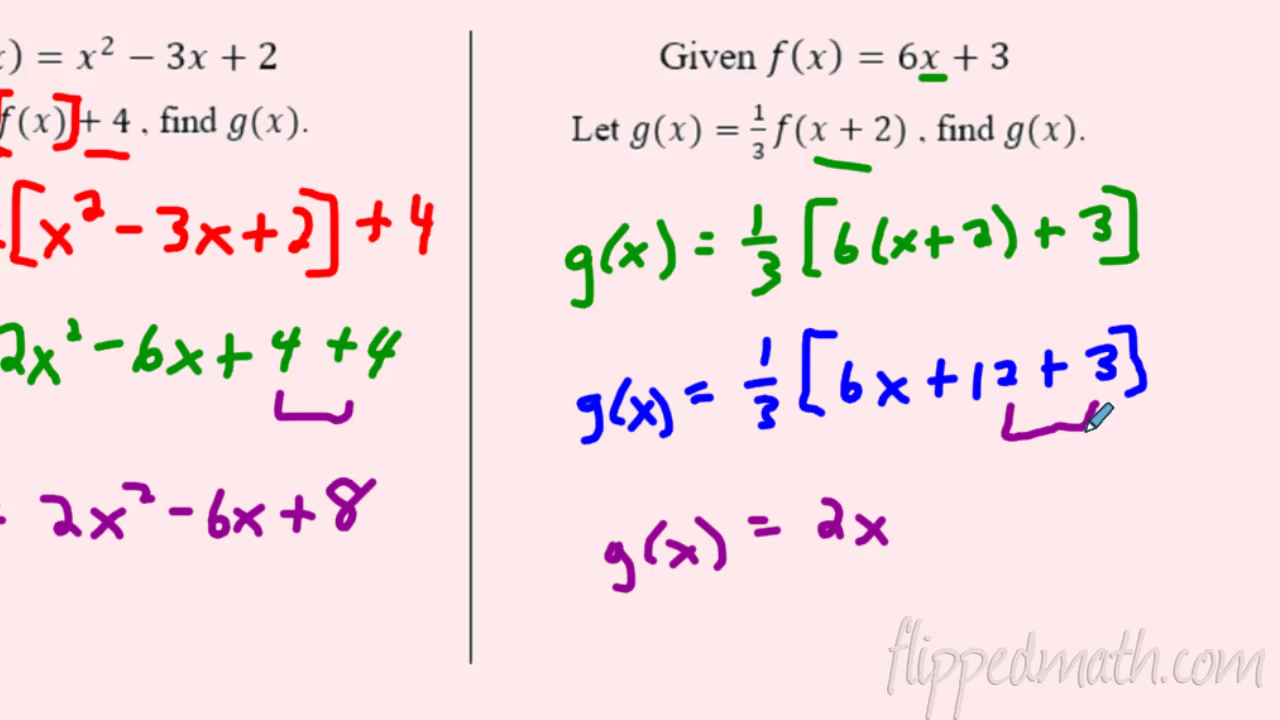 ) = x² − 3x + 2
[f(x)] + 4 , find g(x).
[x² - 3x + 2] + 4
2x² - 6x + 4 + 4
2x² - 6x + 8
Given f(x) = 6x + 3
Let g(x) = ⅓ f(x + 2) , find g(x).
g(x) = 1/3 [6(x+2) + 3]
g(x) = 1/3 [6x + 12 + 3]
g(x) = 2x
flippedmath.com